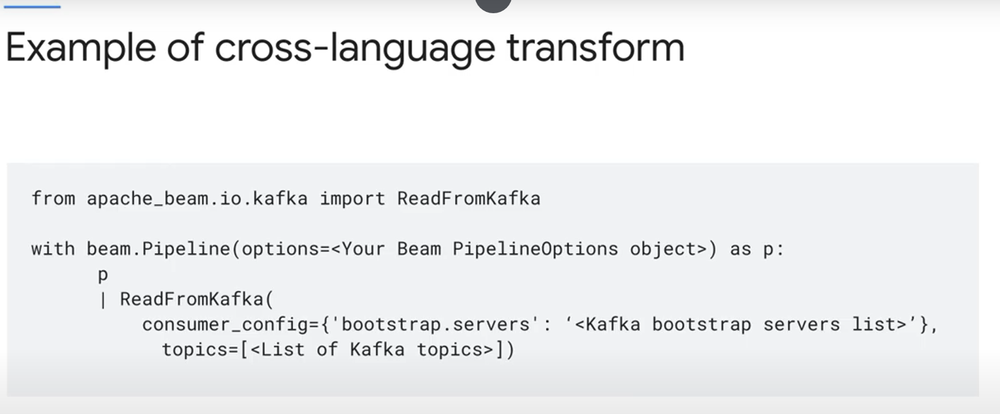 Example of cross-language transform
from apache_beam.io.kafka import ReadFromKafka
with beam.Pipeline(options=<Your Beam PipelineOptions object>) as p:
p
| ReadFromKafka(
consumer_config={'bootstrap.servers': ‘<Kafka bootstrap servers list>’},
topics=[<List of Kafka topics>])